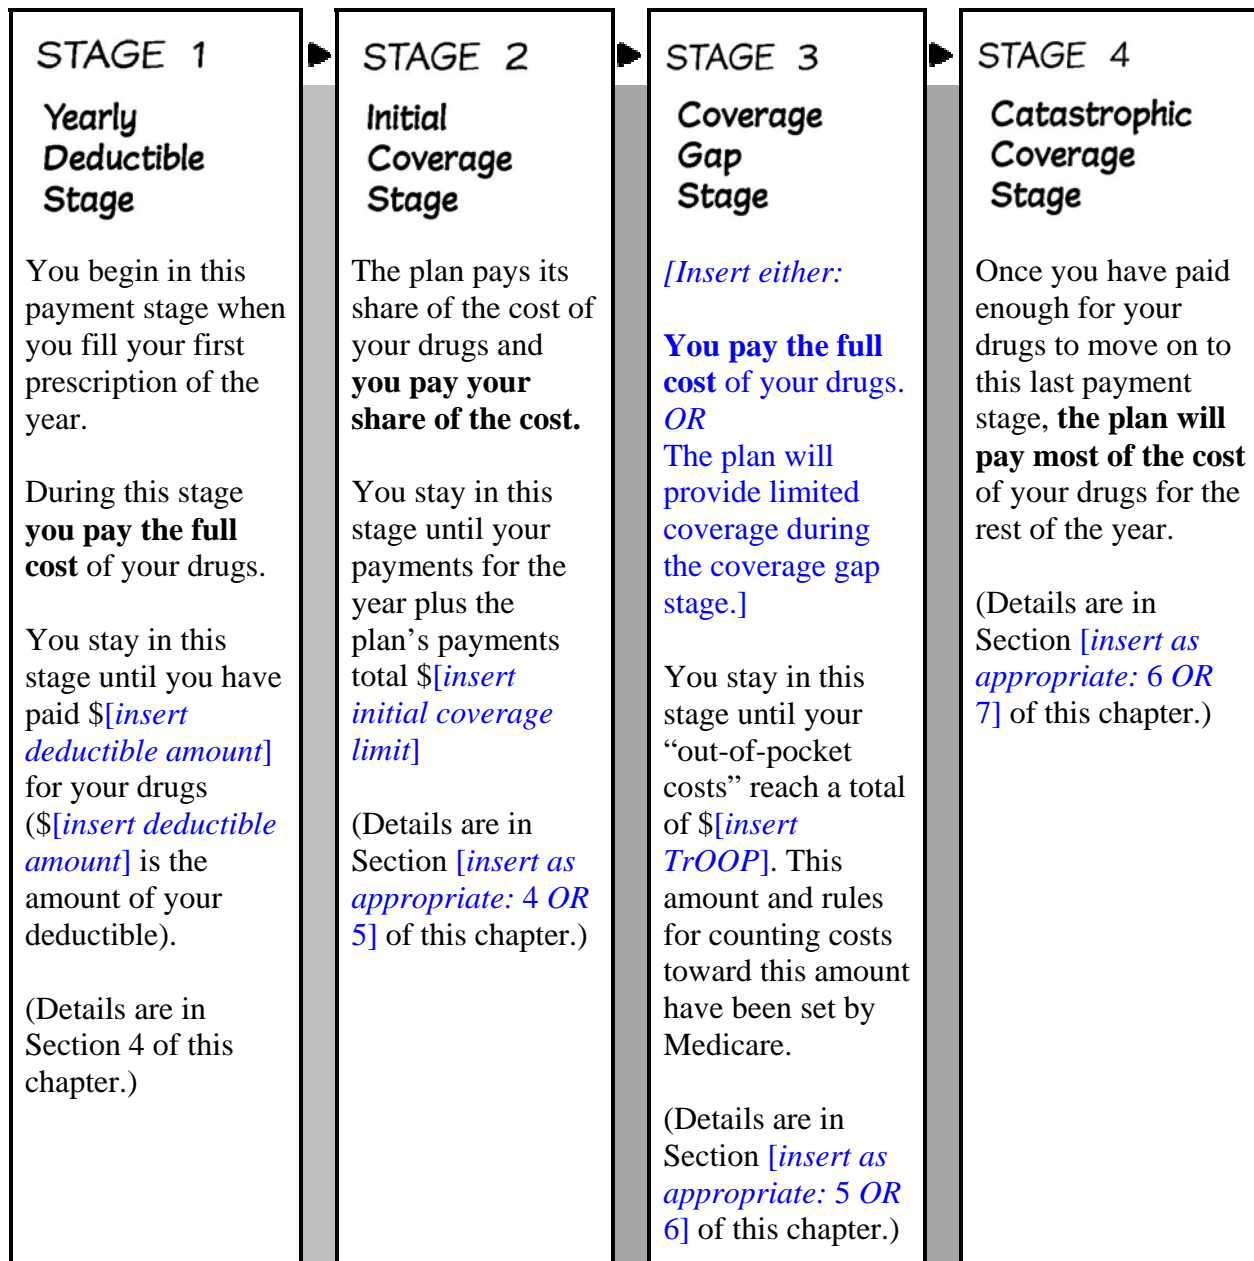 STAGE 1
Yearly
Deductible
Stage
You begin in this
payment stage when
you fill your first
prescription of the
year.
During this stage
you pay the full
cost of your drugs.
You stay in this
stage until you have
paid $[insert
deductible amount]
for your drugs
($[insert deductible
amount] is the
amount of your
deductible).
(Details are in
Section 4 of this
chapter.)
STAGE 2
Initial
Coverage
Stage
The plan pays its
share of the cost of
your drugs and
you pay your
share of the cost.
You stay in this
stage until your
payments for the
year plus the
plan’s payments
total $[insert
initial coverage
limit]
(Details are in
Section [insert as
appropriate: 4 OR
5] of this chapter.)
STAGE 3
Coverage
Gap
Stage
[Insert either:
You pay the full
cost of your drugs.
OR
The plan will
provide limited
coverage during
the coverage gap
stage.]
You stay in this
stage until your
“out-of-pocket
costs” reach a total
of $[insert
TrOOP]. This
amount and rules
for counting costs
toward this amount
have been set by
Medicare.
(Details are in
Section [insert as
appropriate: 5 OR
6] of this chapter.)
STAGE 4
Catastrophic
Coverage
Stage
Once you have paid
enough for your
drugs to move on to
this last payment
stage, the plan will
pay most of the cost
of your drugs for the
rest of the year.
(Details are in
Section [insert as
appropriate: 6 OR
7] of this chapter.)